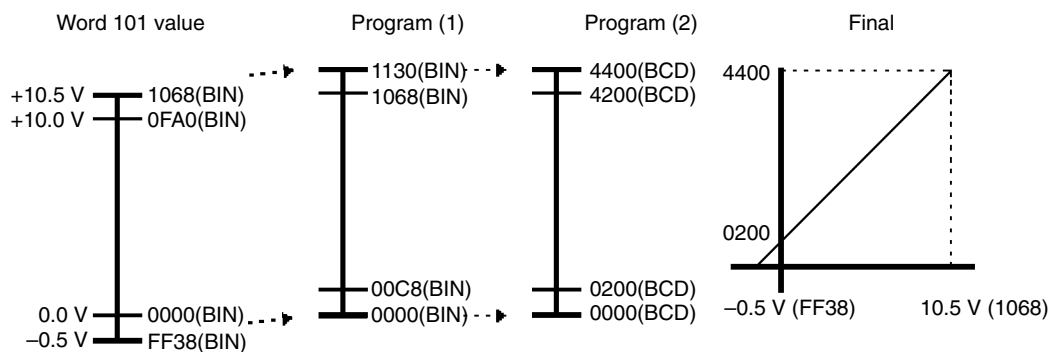 Word 101 value Program (1) Program (2) Final
+10.5 V 1068(BIN)
+10.0 V 0FA0(BIN)
0.0 V 0000(BIN)
–0.5 V FF38(BIN)
1130(BIN)
1068(BIN)
00C8(BIN)
0000(BIN)
4400(BCD)
4200(BCD)
0200(BCD)
0000(BCD)
4400
0200
–0.5 V (FF38) 10.5 V (1068)